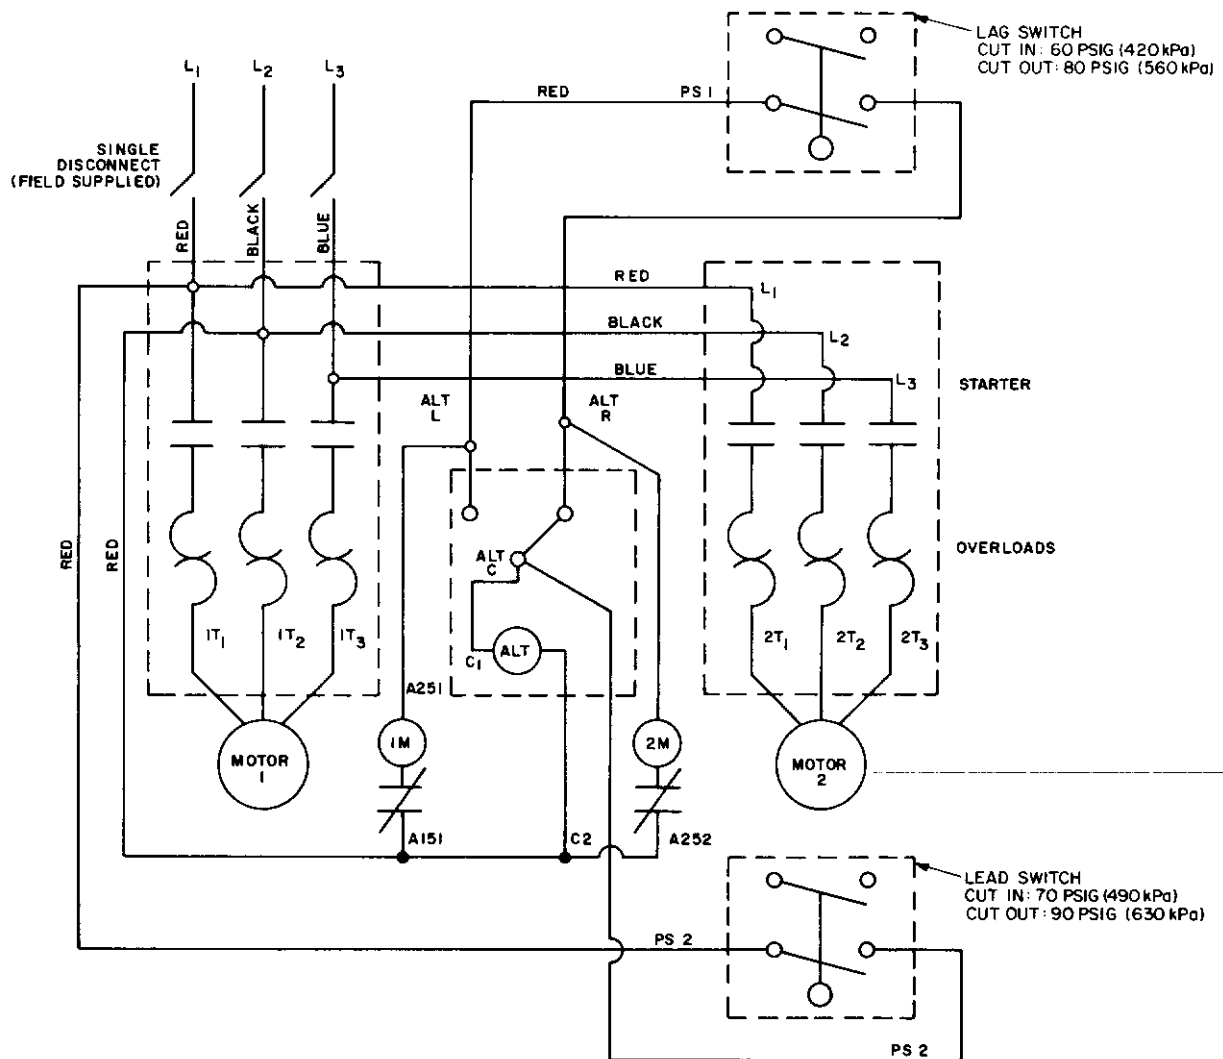 LAG SWITCH
CUT IN: 60 PSIG (420 kPa)
CUT OUT: 80 PSIG (560 kPa)
L1
L2
L3
RED
PS 1
SINGLE
DISCONNECT
(FIELD SUPPLIED)
RED
BLACK
BLUE
RED
L1
BLACK
L2
BLUE
L3
STARTER
ALT
L
ALT
R
RED
RED
ALT
C
OVERLOADS
1T1
1T2
1T3
C1
ALT
2T1
2T2
2T3
A251
1M
2M
MOTOR
1
MOTOR
2
A151
C2
A252
LEAD SWITCH
CUT IN: 70 PSIG (490 kPa)
CUT OUT: 90 PSIG (630 kPa)
PS 2
PS 2